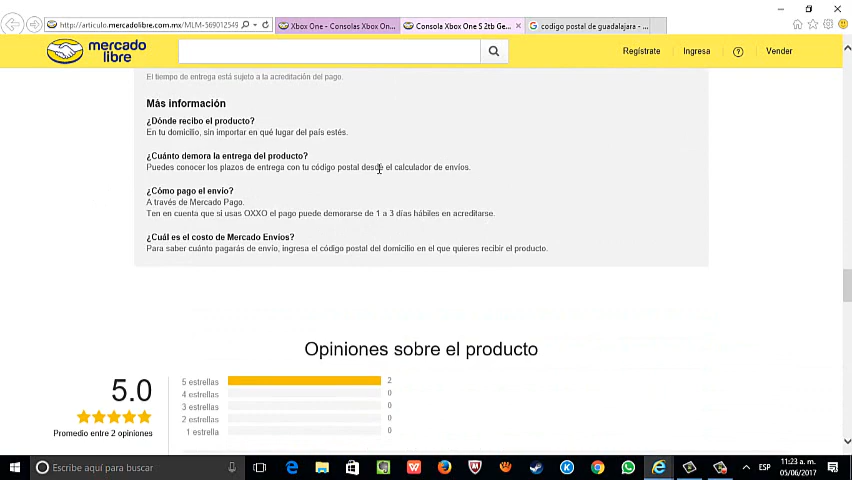 http://articulo.mercadolibre.com.mx/MLM-569012549
Xbox One - Consolas Xbox On...
Consola Xbox One S 2tb Ge...
codigo postal de guadalajara - ...
mercado
libre
Regístrate
Ingresa
Vender
El tiempo de entrega está sujeto a la acreditación del pago.
Más información
¿Dónde recibo el producto?
En tu domicilio, sin importar en qué lugar del país estés.
¿Cuánto demora la entrega del producto?
Puedes conocer los plazos de entrega con tu código postal desde el calculador de envíos.
¿Cómo pago el envío?
A través de Mercado Pago.
Ten en cuenta que si usas OXXO el pago puede demorarse de 1 a 3 días hábiles en acreditarse.
¿Cuál es el costo de Mercado Envíos?
Para saber cuánto pagarás de envío, ingresa el código postal del domicilio en el que quieres recibir el producto.
Opiniones sobre el producto
5.0
Promedio entre 2 opiniones
5 estrellas 2
4 estrellas 0
3 estrellas 0
2 estrellas 0
1 estrella 0
Escribe aquí para buscar
ESP
11:23 a. m.
05/06/2017